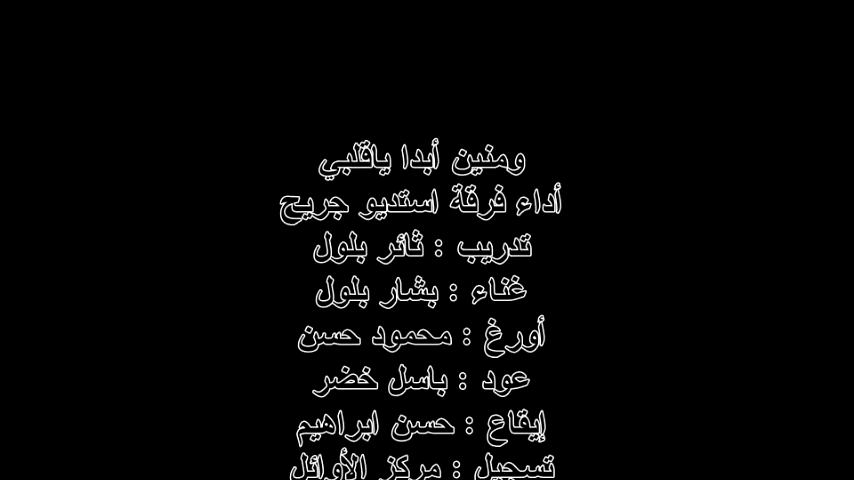 ومنين أبدا ياقلبي
أداء فرقة استديو جريح
تدريب : ثائر بلول
غناء : بشار بلول
أورغ : محمود حسن
عود : باسل خضر
إيقاع : حسن ابراهيم
تسجيل : مركز الأوائل